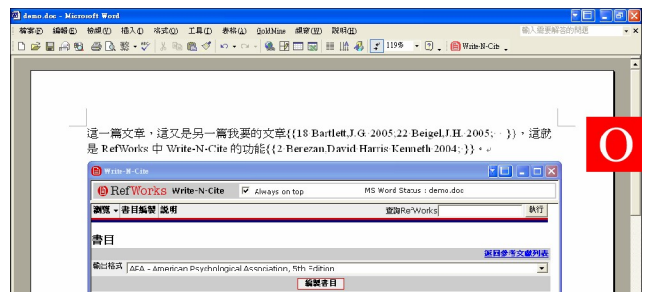 demo.doc - Microsoft Word
檔案(F) 編輯(E) 檢視(V) 插入(I) 格式(O) 工具(T) 表格(A) GoldMine 視窗(W) 說明(H) 輸入需要解答的問題
119% Write-N-Cite
這一篇文章，這又是另一篇我要的文章{{18 Bartlett,J.G. 2005;22 Beigel,J.H. 2005; }}，這就
是 RefWorks 中 Write-N-Cite 的功能{{2 Berezan,David Harris Kenneth 2004; }}。
O
Write-N-Cite
RefWorks Write-N-Cite Always on top MS Word Status : demo.doc
瀏覽 書目編製 說明 查詢RefWorks 執行
書目
返回參考文獻列表
輸出格式 APA - American Psychological Association, 5th Edition
編製書目